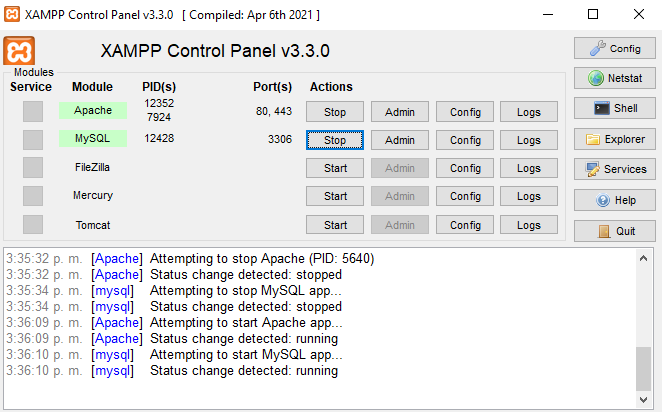 XAMPP Control Panel v3.3.0 [ Compiled: Apr 6th 2021 ]
XAMPP Control Panel v3.3.0
Config
Modules
Service Module PID(s) Port(s) Actions
Netstat
Apache 12352 7924 80, 443 Stop Admin Config Logs
Shell
MySQL 12428 3306 Stop Admin Config Logs
Explorer
FileZilla Start Admin Config Logs
Services
Mercury Start Admin Config Logs
Help
Tomcat Start Admin Config Logs
Quit
3:35:32 p. m. [Apache] Attempting to stop Apache (PID: 5640)
3:35:32 p. m. [Apache] Status change detected: stopped
3:35:34 p. m. [mysql] Attempting to stop MySQL app...
3:35:34 p. m. [mysql] Status change detected: stopped
3:36:09 p. m. [Apache] Attempting to start Apache app...
3:36:09 p. m. [Apache] Status change detected: running
3:36:10 p. m. [mysql] Attempting to start MySQL app...
3:36:10 p. m. [mysql] Status change detected: running